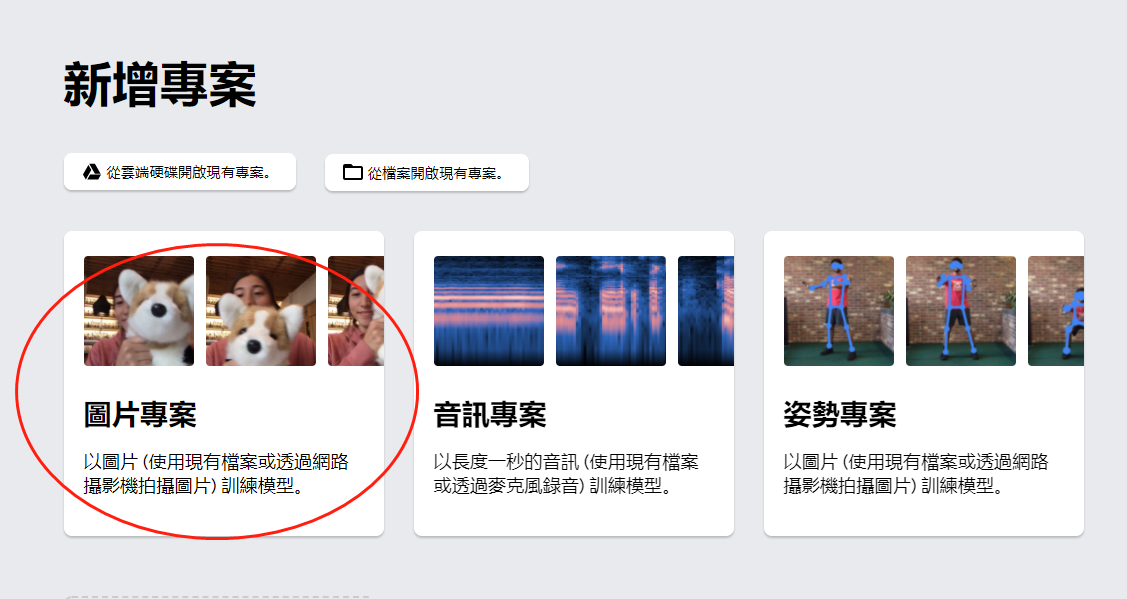 新增專案
從雲端硬碟開啟現有專案。
從檔案開啟現有專案。
圖片專案
以圖片 (使用現有檔案或透過網路
攝影機拍攝圖片) 訓練模型。
音訊專案
以長度一秒的音訊 (使用現有檔案
或透過麥克風錄音) 訓練模型。
姿勢專案
以圖片 (使用現有檔案或透過網路
攝影機拍攝圖片) 訓練模型。